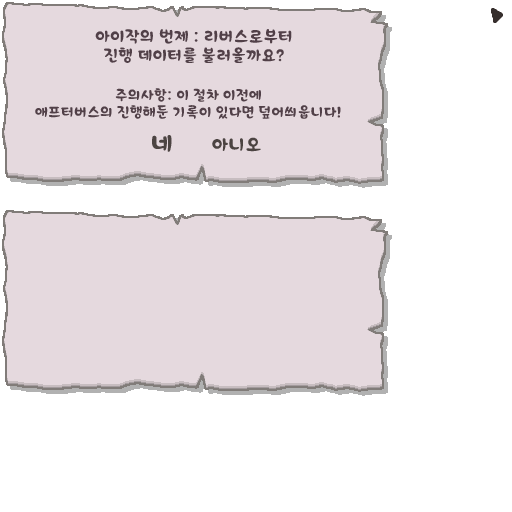 아이작의 번제 : 리버스로부터
진행 데이터를 불러올까요?
주의사항: 이 절차 이전에
애프터버스의 진행해둔 기록이 있다면 덮어씌웁니다!
네 아니오